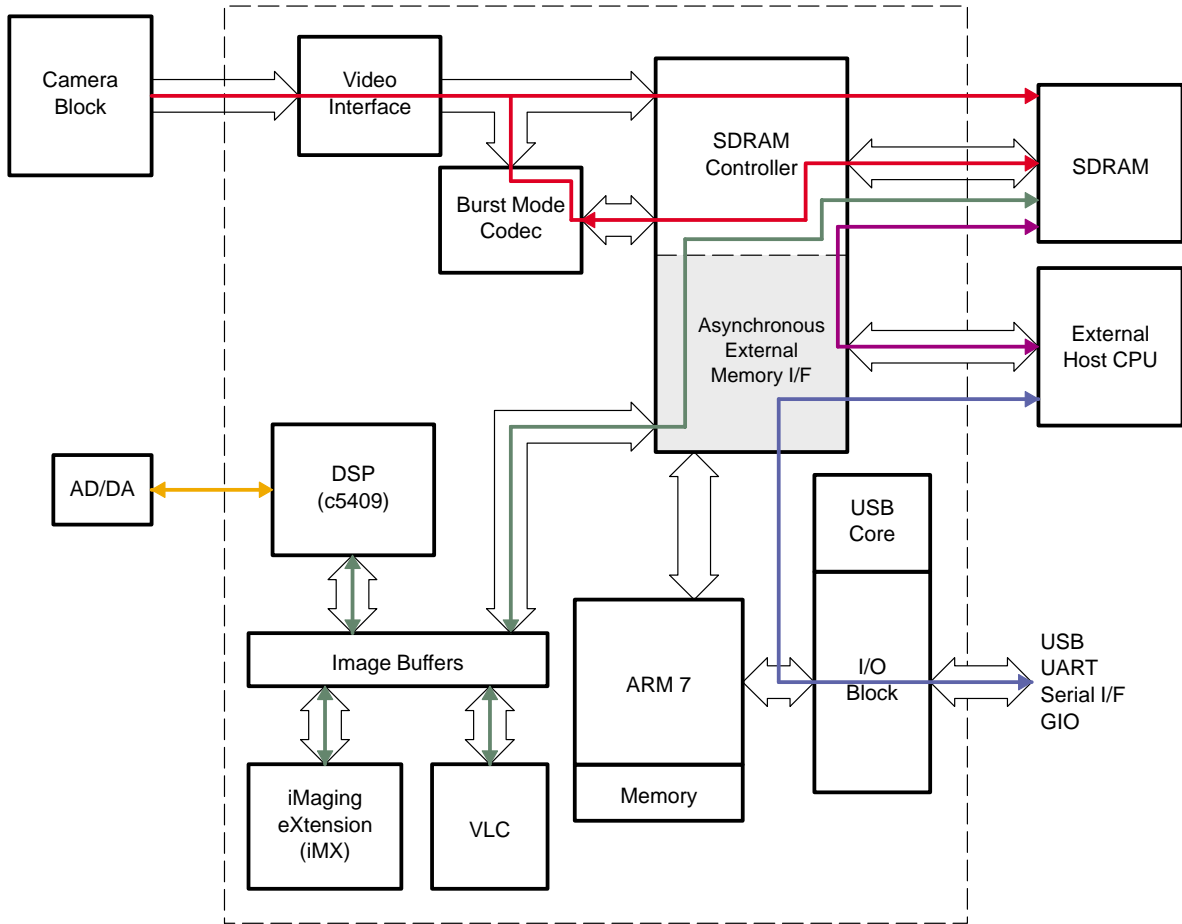 Camera
Block
Video
Interface
SDRAM
Controller
SDRAM
Burst Mode
Codec
Asynchronous
External
Memory I/F
External
Host CPU
AD/DA
DSP
(c5409)
USB
Core
Image Buffers
ARM 7
I/O
Block
USB
UART
Serial I/F
GIO
iMaging
eXtension
(iMX)
VLC
Memory